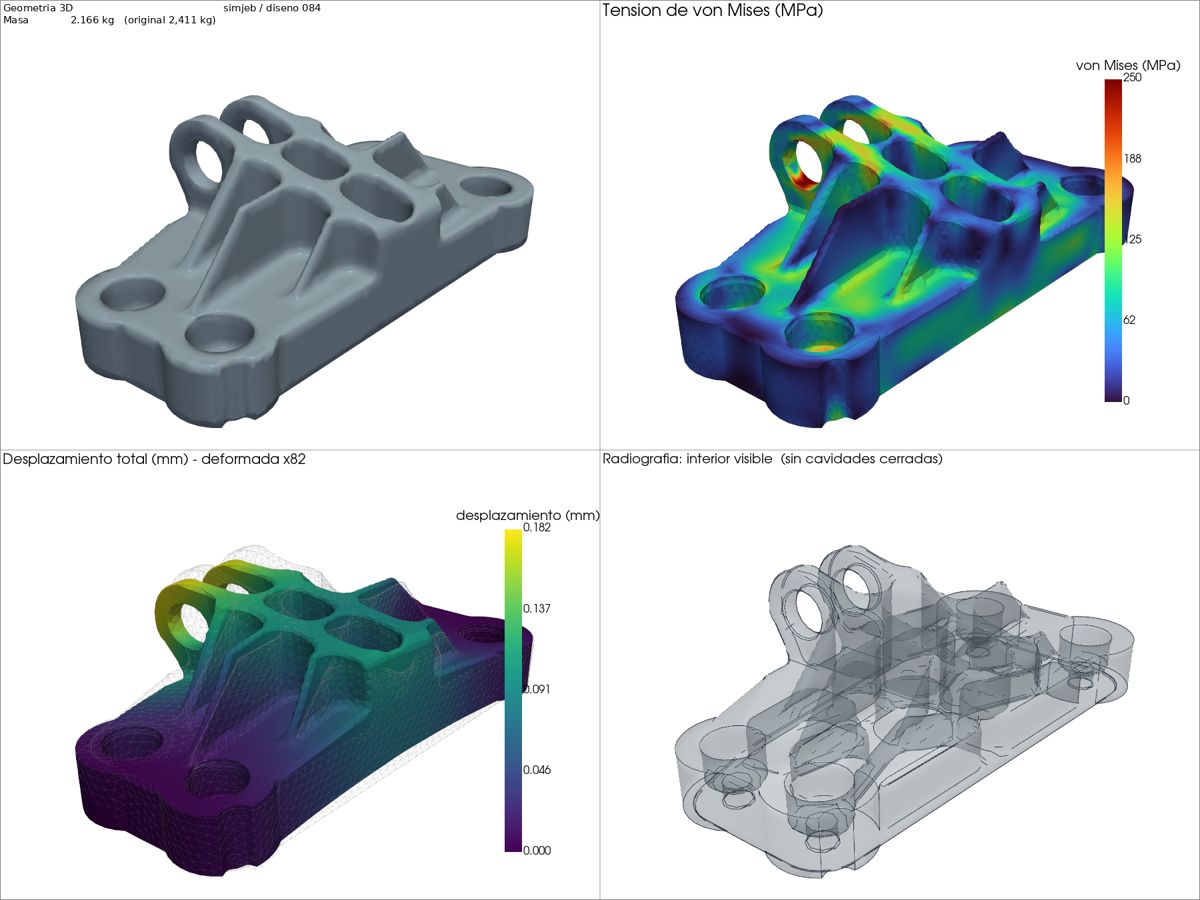 Geometria 3D simjeb / diseno 084
Masa 2.166 kg (original 2,411 kg)
Tension de von Mises (MPa)
von Mises (MPa)
250
188
125
62
0
Desplazamiento total (mm) - deformada x82
desplazamiento (mm)
0.182
0.137
0.091
0.046
0.000
Radiografia: interior visible (sin cavidades cerradas)